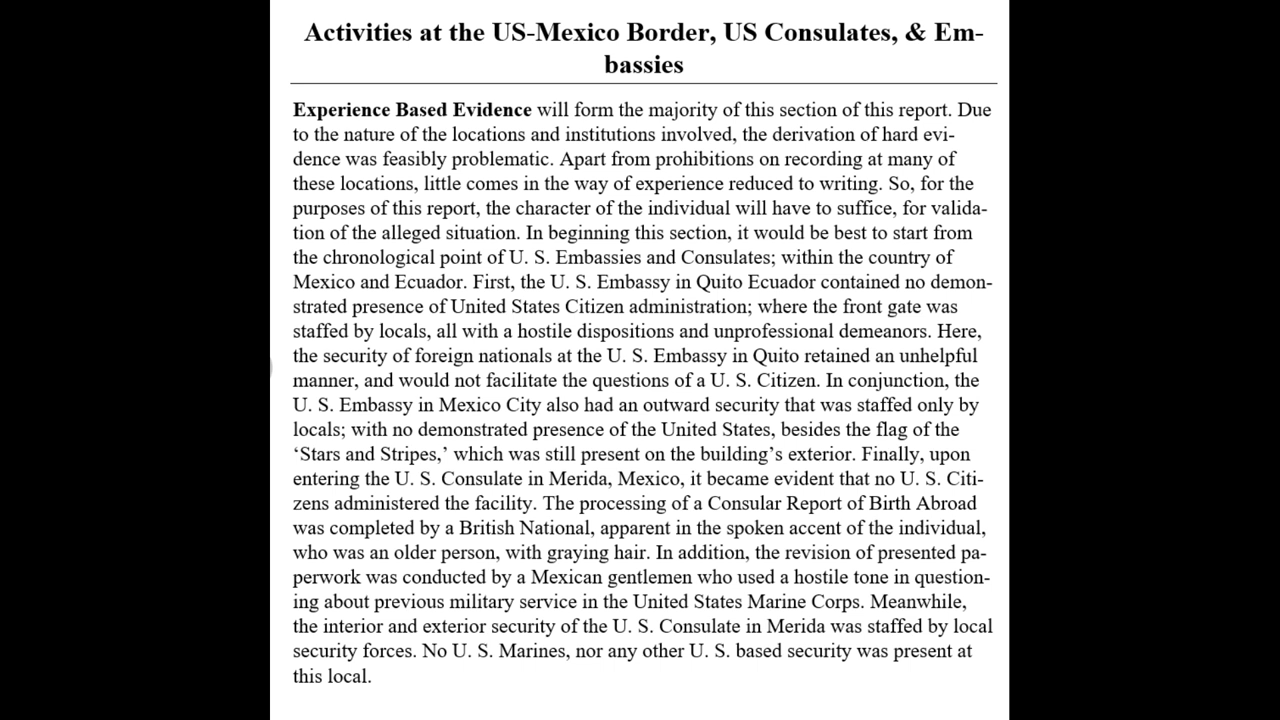 Activities at the US-Mexico Border, US Consulates, & Em-
bassies
Experience Based Evidence will form the majority of this section of this report. Due
to the nature of the locations and institutions involved, the derivation of hard evi-
dence was feasibly problematic. Apart from prohibitions on recording at many of
these locations, little comes in the way of experience reduced to writing. So, for the
purposes of this report, the character of the individual will have to suffice, for valida-
tion of the alleged situation. In beginning this section, it would be best to start from
the chronological point of U. S. Embassies and Consulates; within the country of
Mexico and Ecuador. First, the U. S. Embassy in Quito Ecuador contained no demon-
strated presence of United States Citizen administration; where the front gate was
staffed by locals, all with a hostile dispositions and unprofessional demeanors. Here,
the security of foreign nationals at the U. S. Embassy in Quito retained an unhelpful
manner, and would not facilitate the questions of a U. S. Citizen. In conjunction, the
U. S. Embassy in Mexico City also had an outward security that was staffed only by
locals; with no demonstrated presence of the United States, besides the flag of the
‘Stars and Stripes,’ which was still present on the building’s exterior. Finally, upon
entering the U. S. Consulate in Merida, Mexico, it became evident that no U. S. Citi-
zens administered the facility. The processing of a Consular Report of Birth Abroad
was completed by a British National, apparent in the spoken accent of the individual,
who was an older person, with graying hair. In addition, the revision of presented pa-
perwork was conducted by a Mexican gentlemen who used a hostile tone in question-
ing about previous military service in the United States Marine Corps. Meanwhile,
the interior and exterior security of the U. S. Consulate in Merida was staffed by local
security forces. No U. S. Marines, nor any other U. S. based security was present at
this local.